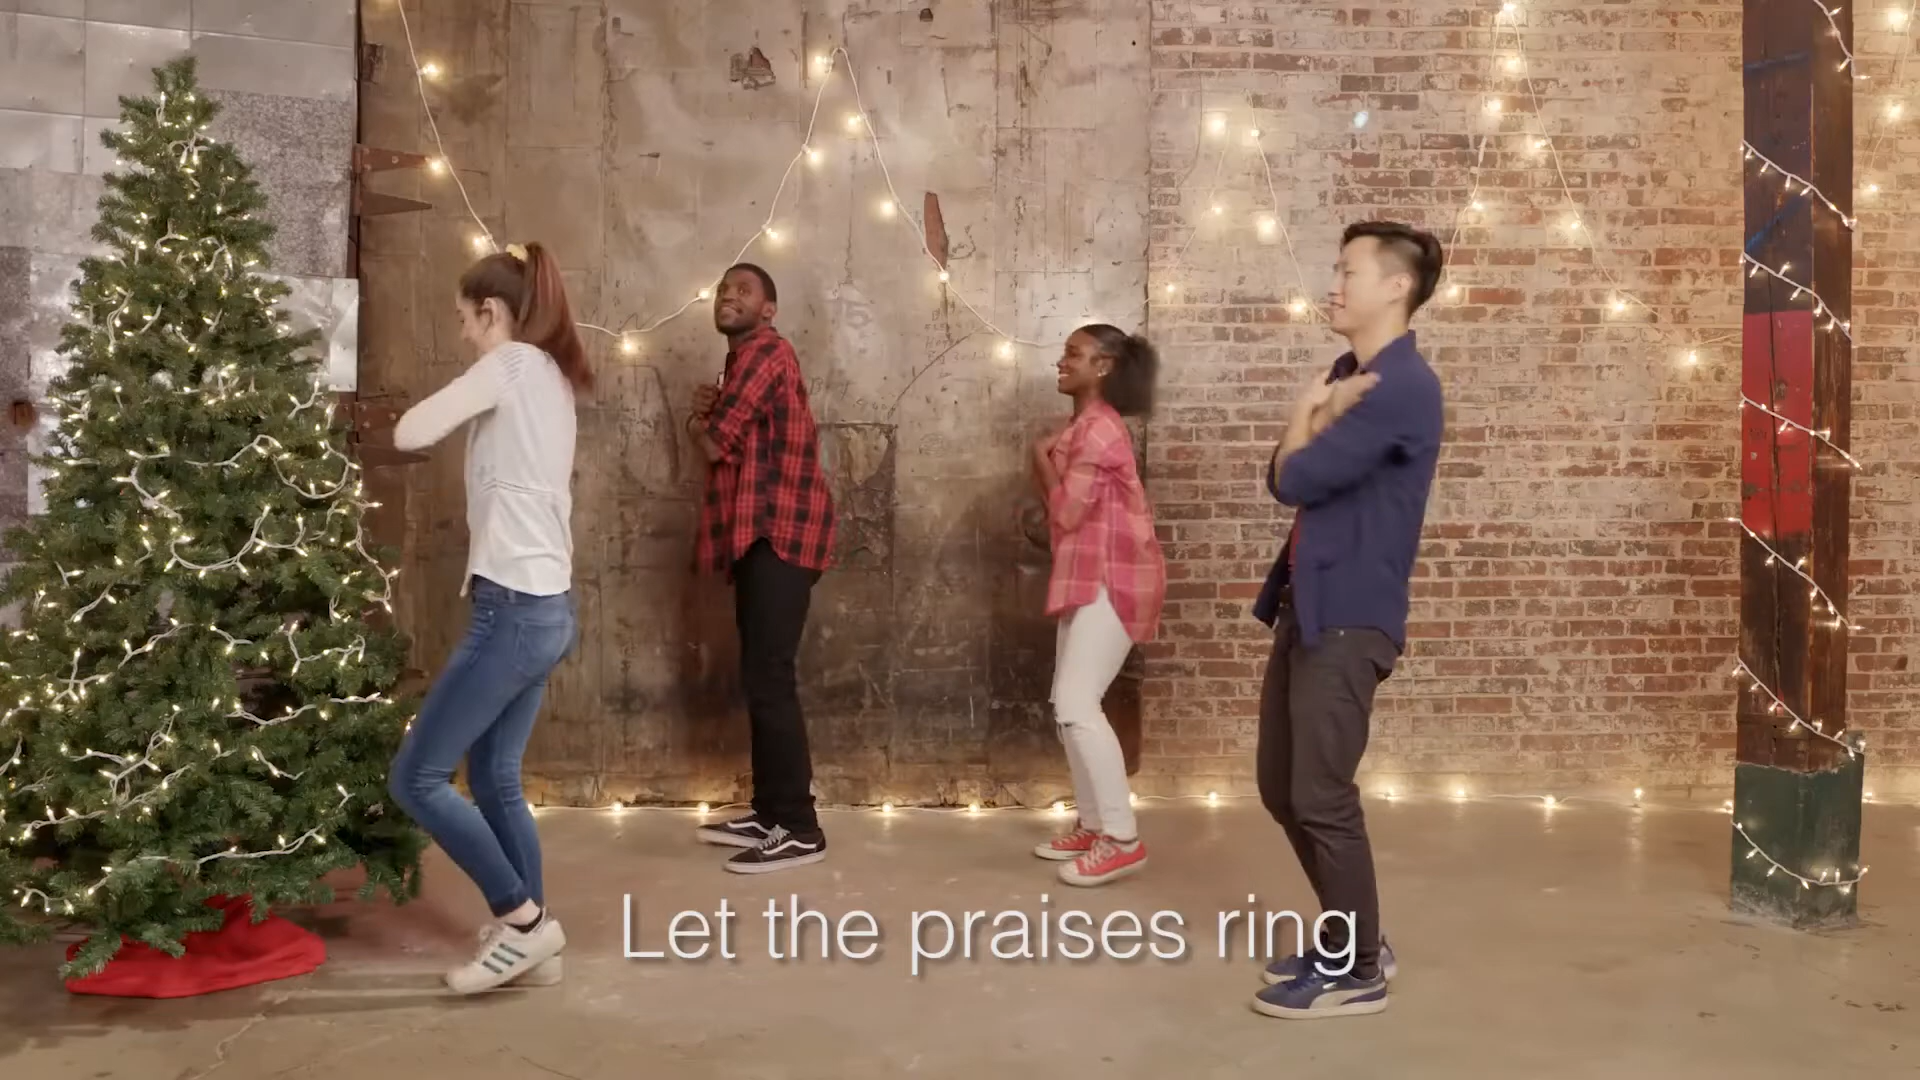 Let the praises ring